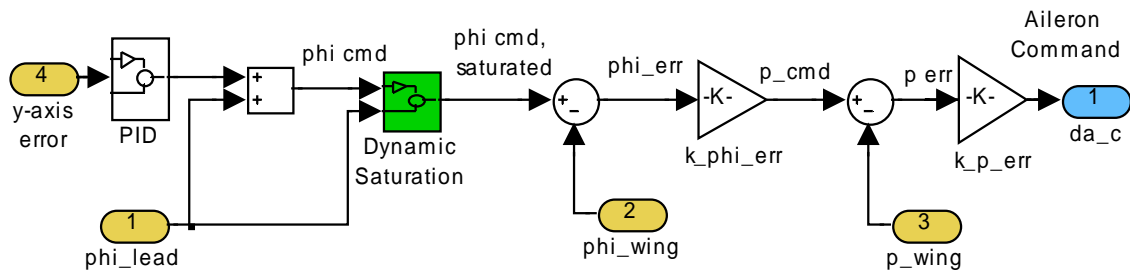 4
y-axis
error
PID
+
+
phi cmd
phi cmd,
saturated
Dynamic
Saturation
1
phi_lead
+
−
phi_err
2
phi_wing
-K-
k_phi_err
p_cmd
+
−
p err
3
p_wing
-K-
k_p_err
Aileron
Command
1
da_c